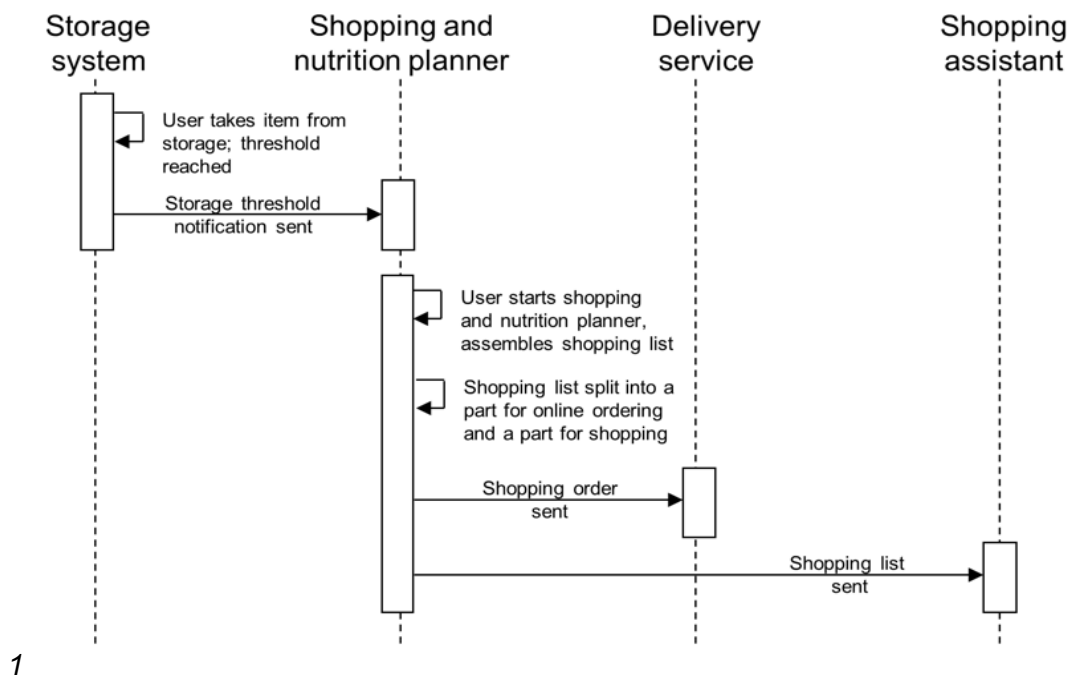 Storage
system
Shopping and
nutrition planner
Delivery
service
Shopping
assistant
User takes item from
storage; threshold
reached
Storage threshold
notification sent
User starts shopping
and nutrition planner,
assembles shopping list
Shopping list split into a
part for online ordering
and a part for shopping
Shopping order
sent
Shopping list
sent
1